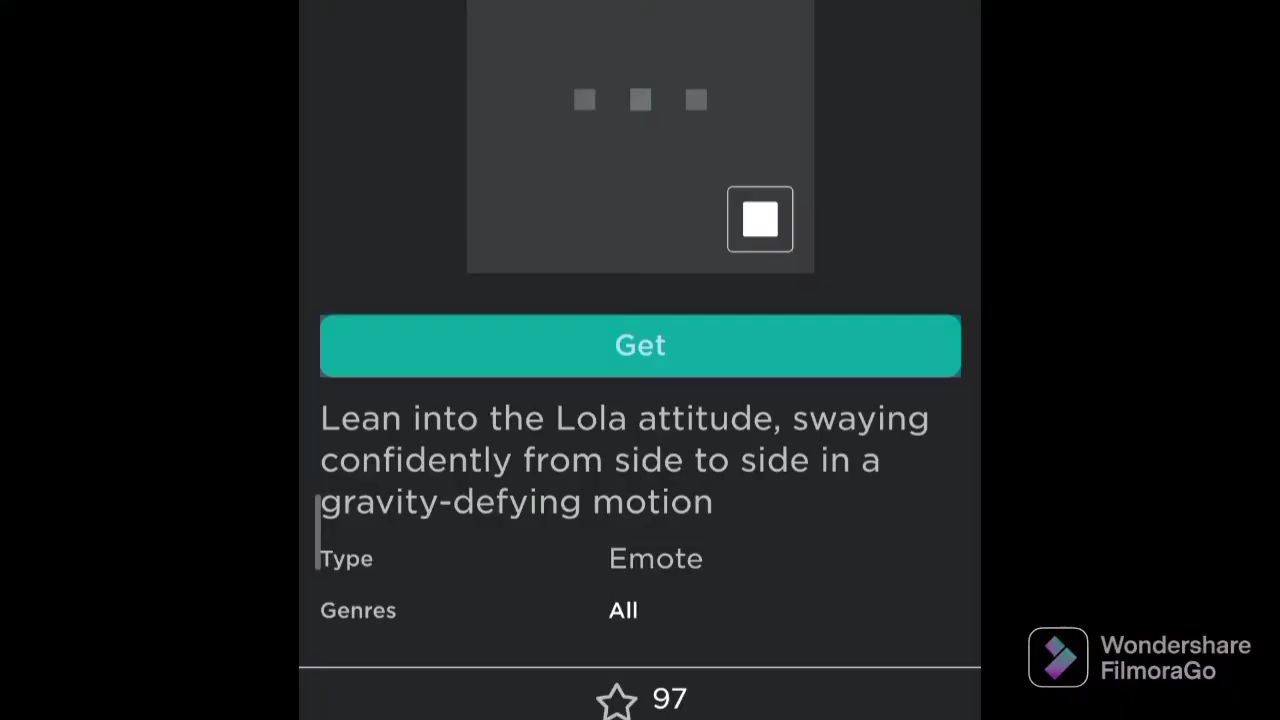 Get
Lean into the Lola attitude, swaying
confidently from side to side in a
gravity-defying motion
Type Emote
Genres All
97
Wondershare
FilmoraGo